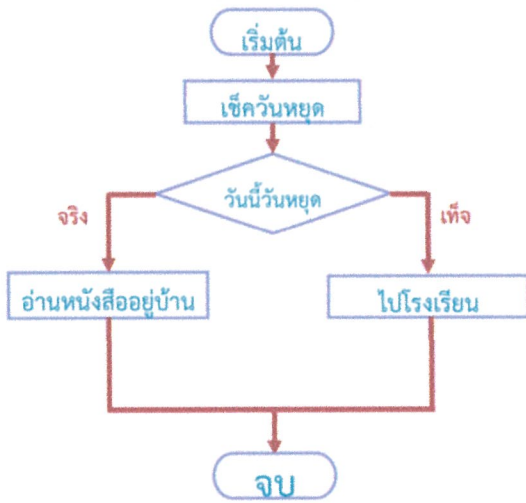 เริ่มต้น
เช็ควันหยุด
วันนี้วันหยุด
จริง
เท็จ
อ่านหนังสืออยู่บ้าน
ไปโรงเรียน
จบ